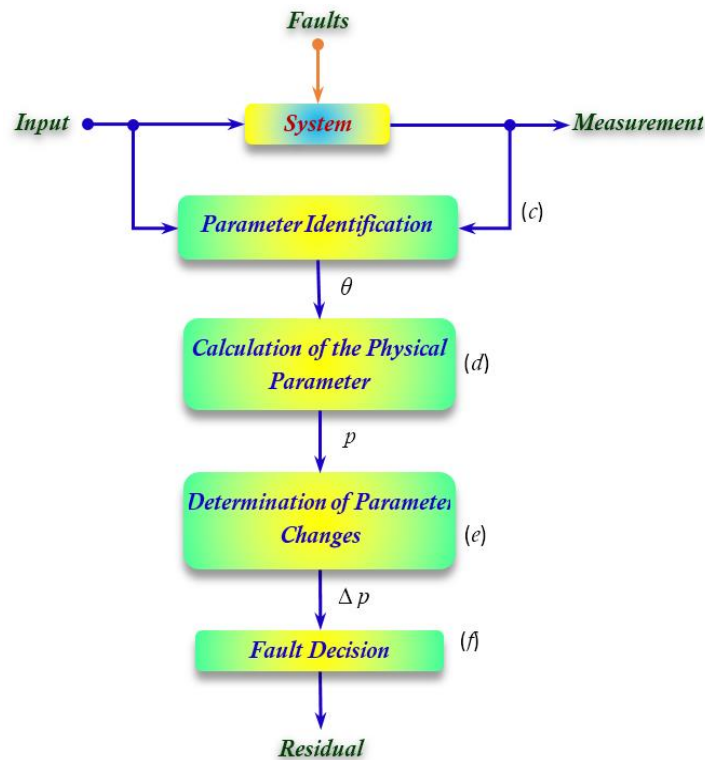 Faults
Input
System
Measurement
Parameter Identification
(c)
θ
Calculation of the Physical
Parameter
(d)
p
Determination of Parameter
Changes
(e)
Δ p
Fault Decision
(f)
Residual